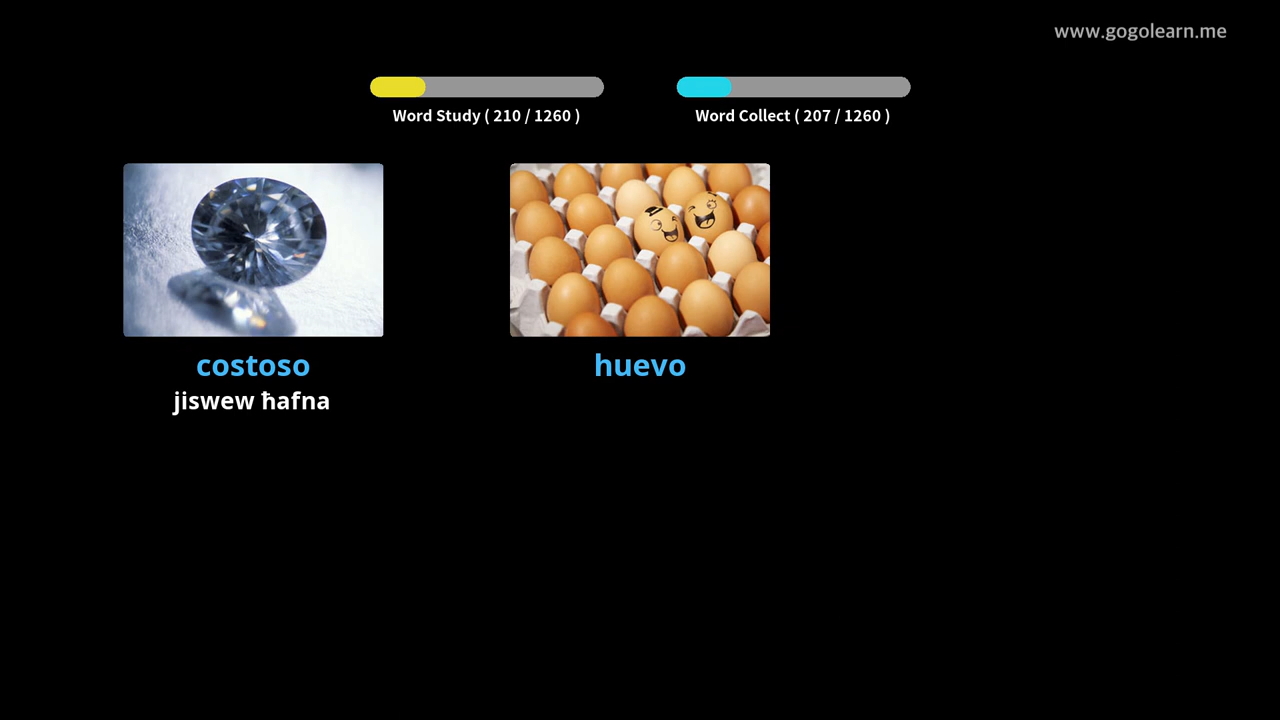 www.gogolearn.me
Word Study ( 210 / 1260 )
Word Collect ( 207 / 1260 )
costoso
jiswew ħafna
huevo